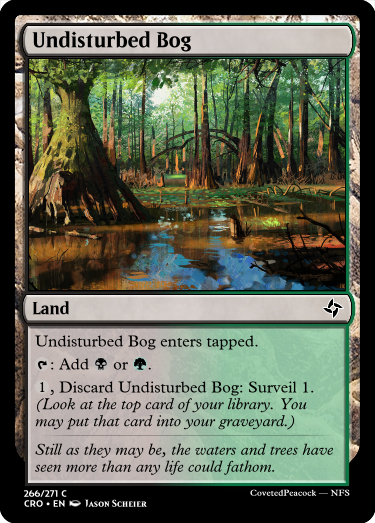 Undisturbed Bog
Land
Undisturbed Bog enters tapped.
: Add or .
1 , Discard Undisturbed Bog: Surveil 1.
(Look at the top card of your library. You
may put that card into your graveyard.)
Still as they may be, the waters and trees have
seen more than any life could fathom.
266/271 C
CRO • EN Jason Scheier
CovetedPeacock — NFS